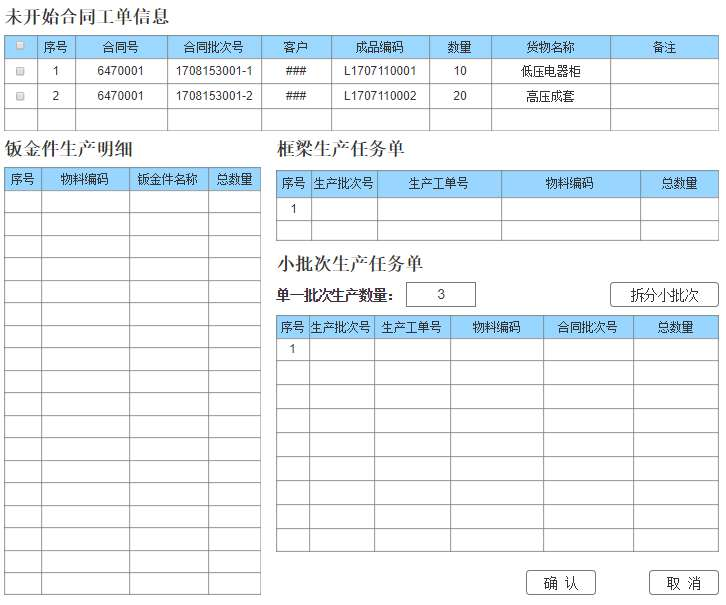 未开始合同工单信息
序号 合同号 合同批次号 客户 成品编码 数量 货物名称 备注
1 6470001 1708153001-1 ### L1707110001 10 低压电器柜
2 6470001 1708153001-2 ### L1707110002 20 高压成套
钣金件生产明细
序号 物料编码 钣金件名称 总数量
框梁生产任务单
序号 生产批次号 生产工单号 物料编码 总数量
1
小批次生产任务单
单一批次生产数量： 3 拆分小批次
序号 生产批次号 生产工单号 物料编码 合同批次号 总数量
1
确 认 取 消